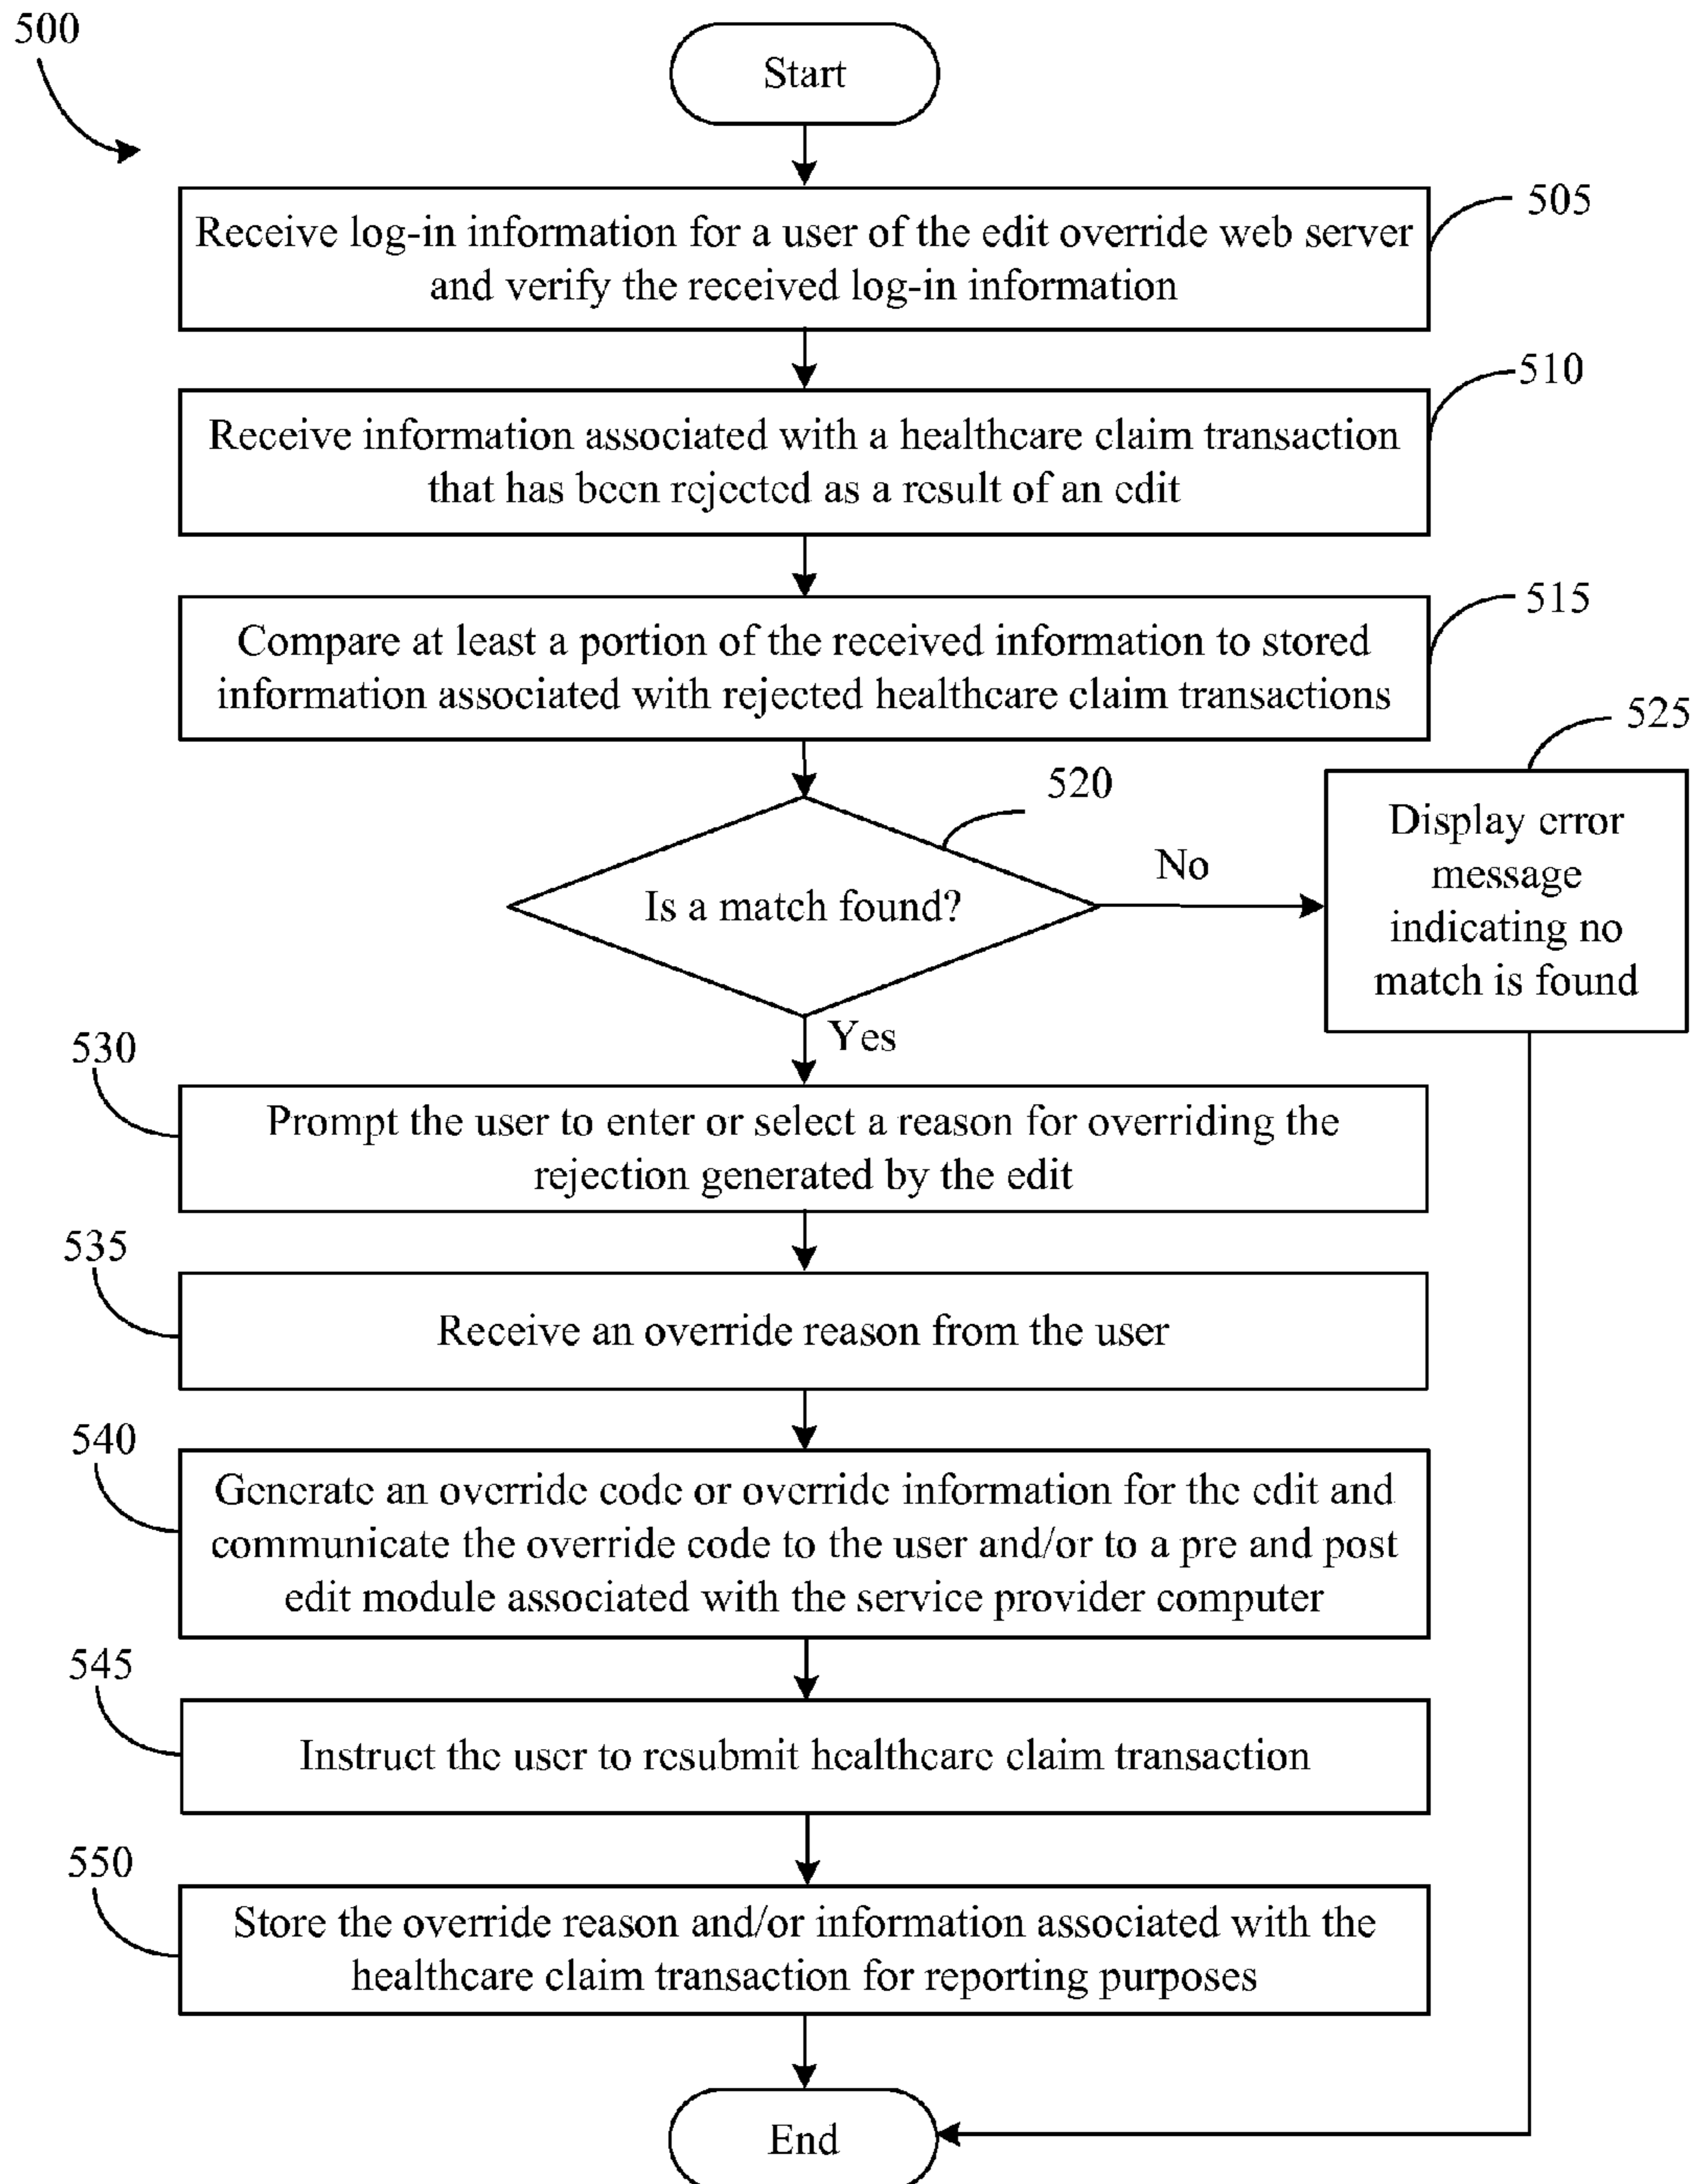 500
Start
505
Receive log-in information for a user of the edit override web server
and verify the received log-in information
510
Receive information associated with a healthcare claim transaction
that has been rejected as a result of an edit
515
Compare at least a portion of the received information to stored
information associated with rejected healthcare claim transactions
520
Is a match found?
No
525
Display error
message
indicating no
match is found
Yes
530
Prompt the user to enter or select a reason for overriding the
rejection generated by the edit
535
Receive an override reason from the user
540
Generate an override code or override information for the edit and
communicate the override code to the user and/or to a pre and post
edit module associated with the service provider computer
545
Instruct the user to resubmit healthcare claim transaction
550
Store the override reason and/or information associated with the
healthcare claim transaction for reporting purposes
End